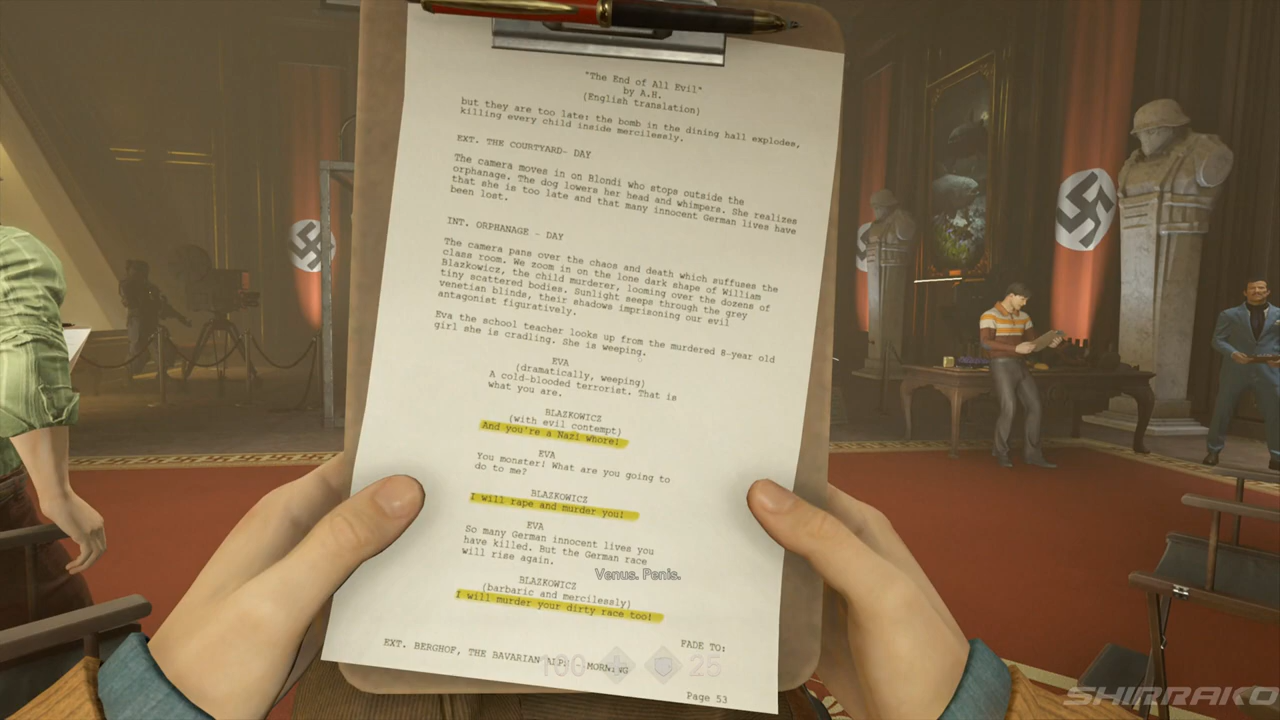 "The End of All Evil"
by A.H.
(English translation)
but they are too late: the bomb in the dining hall explodes,
killing every child inside mercilessly.
EXT. THE COURTYARD- DAY
The camera moves in on Blondi who stops outside the
orphanage. The dog lowers her head and whimpers. She realizes
that she is too late and that many innocent German lives have
been lost.
INT. ORPHANAGE - DAY
The camera pans over the chaos and death which suffuses the
class room. We zoom in on the lone dark shape of William
Blazkowicz, the child murderer, looming over the dozens of
tiny scattered bodies. Sunlight seeps through the grey
venetian blinds, their shadows imprisoning our evil
antagonist figuratively.
Eva the school teacher looks up from the murdered 8-year old
girl she is cradling. She is weeping.
EVA
(dramatically, weeping)
A cold-blooded terrorist. That is
what you are.
BLAZKOWICZ
(with evil contempt)
And you're a Nazi whore!
EVA
You monster! What are you going to
do to me?
BLAZKOWICZ
I will rape and murder you!
EVA
So many German innocent lives you
have killed. But the German race
will rise again.
Venus. Penis.
BLAZKOWICZ
(barbaric and mercilessly)
I will murder your dirty race too!
FADE TO:
EXT. BERGHOF, THE BAVARIAN ALPS - MORNING
100 25
Page 53
SHIRRAKO